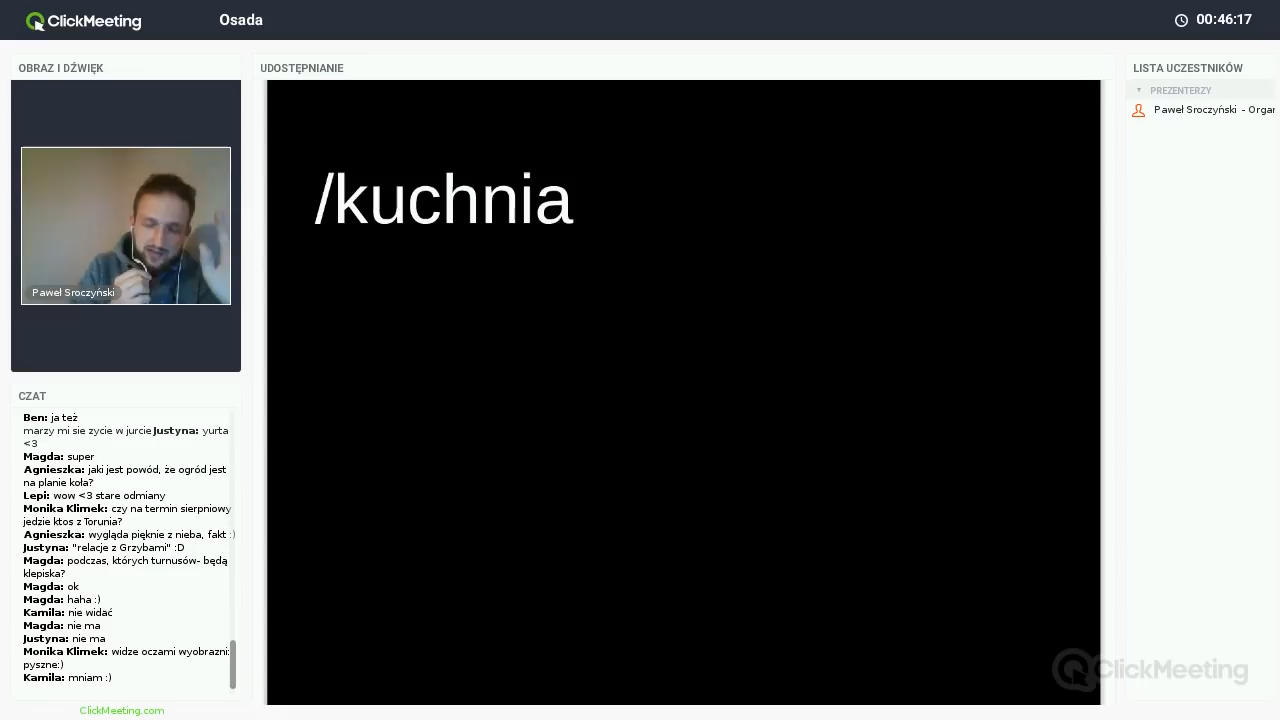 ClickMeeting
Osada
00:46:17
OBRAZ I DŹWIĘK
Paweł Sroczyński
CZAT
Ben: ja też
marzy mi sie zycie w jurcie Justyna: yurta
<3
Magda: super
Agnieszka: jaki jest powód, że ogród jest
na planie koła?
Lepi: wow <3 stare odmiany
Monika Klimek: czy na termin sierpniowy
jedzie ktos z Torunia?
Agnieszka: wygląda pięknie z nieba, fakt :)
Justyna: "relacje z Grzybami" :D
Magda: podczas, których turnusów- będą
klepiska?
Magda: ok
Magda: haha :)
Kamila: nie widać
Magda: nie ma
Justyna: nie ma
Monika Klimek: widze oczami wyobrazni:
pyszne:)
Kamila: mniam :)
ClickMeeting.com
UDOSTĘPNIANIE
/kuchnia
ClickMeeting
LISTA UCZESTNIKÓW
PREZENTERZY
Paweł Sroczyński - Organ